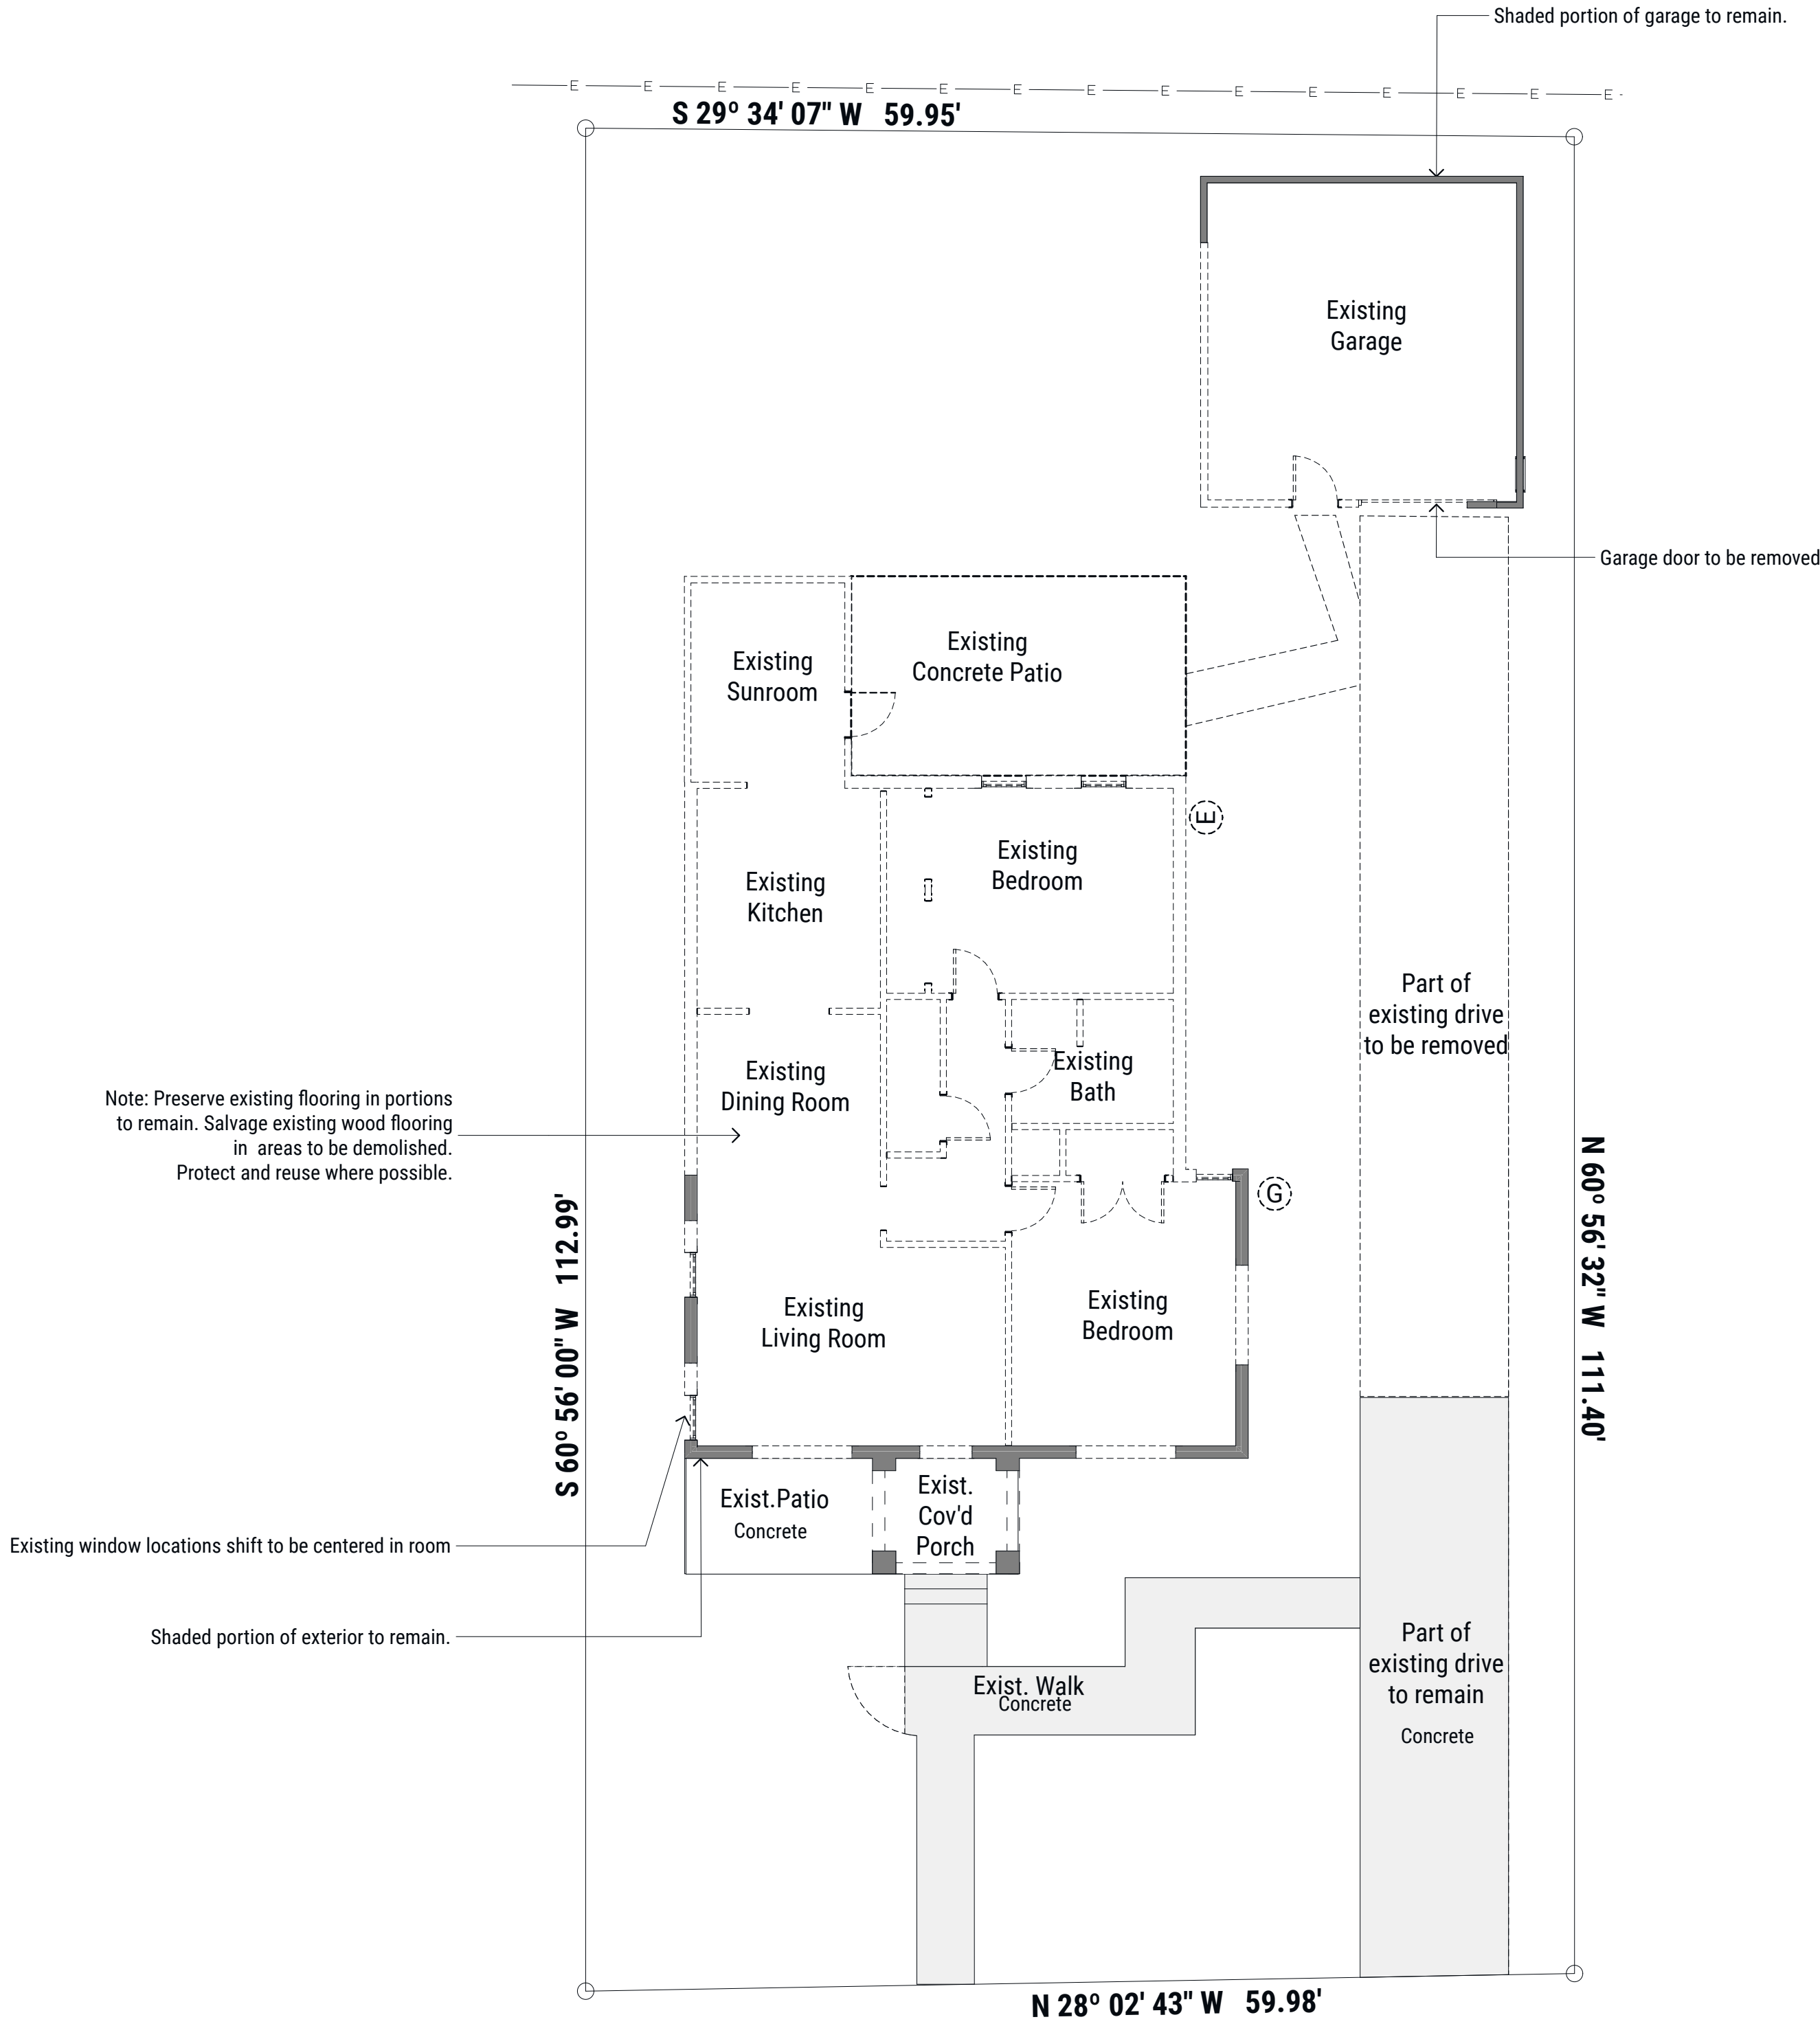 Shaded portion of garage to remain.
E E E E E E E E E E E E E E E
S 29º 34' 07" W 59.95'
Existing
Garage
Garage door to be removed
Existing
Sunroom
Existing
Concrete Patio
E
Existing
Bedroom
Existing
Kitchen
Part of
existing drive
to be removed
Existing
Bath
Existing
Dining Room
Note: Preserve existing flooring in portions
to remain. Salvage existing wood flooring
in areas to be demolished.
Protect and reuse where possible.
G
S 60º 56' 00" W 112.99'
N 60º 56' 32" W 111.40'
Existing
Living Room
Existing
Bedroom
Exist.Patio
Concrete
Exist.
Cov'd
Porch
Existing window locations shift to be centered in room
Shaded portion of exterior to remain.
Part of
existing drive
to remain
Concrete
Exist. Walk
Concrete
N 28º 02' 43" W 59.98'